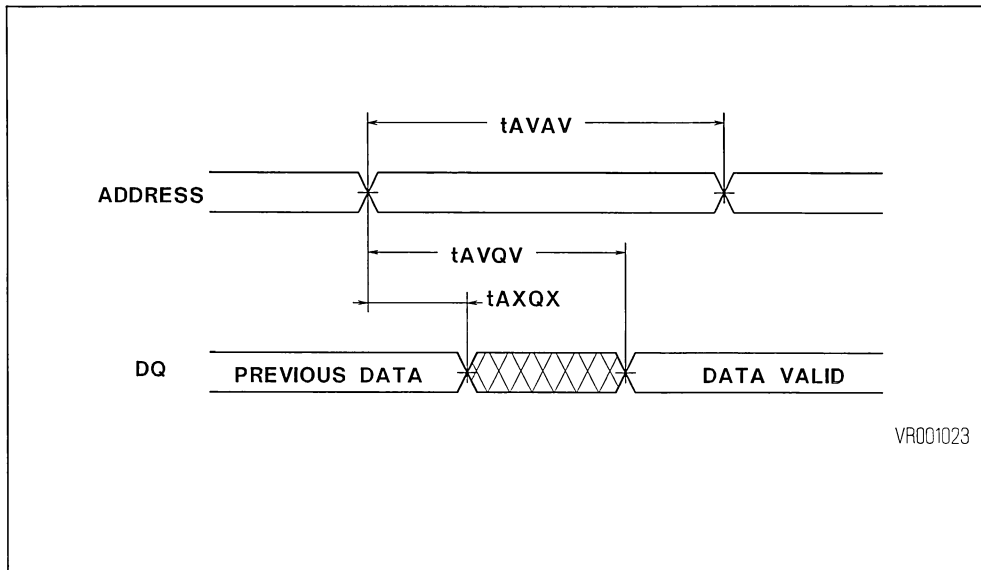 tAVAV
ADDRESS
tAVQV
tAXQX
DQ
PREVIOUS DATA
DATA VALID
VR001023